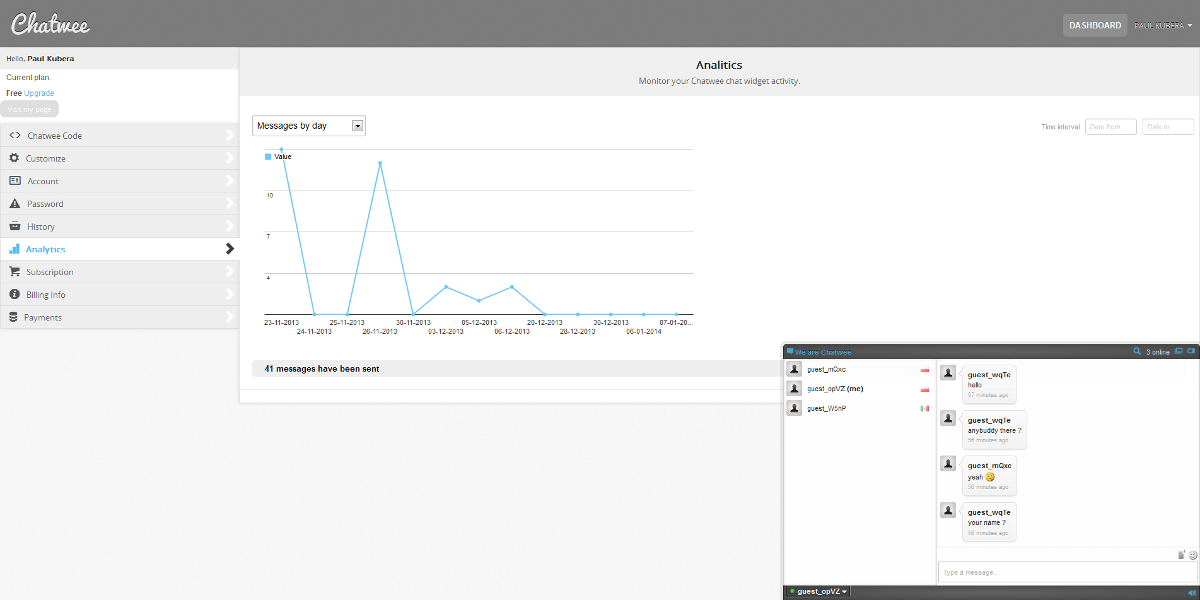 Chatwee
DASHBOARD
PAUL KUBERA
Hello, Paul Kubera
Current plan:
Free Upgrade
Visit my page
Chatwee Code
Customize
Account
Password
History
Analytics
Subscription
Billing Info
Payments
Analitics
Monitor your Chatwee chat widget activity.
Messages by day
Time interval
Date from
Date to
Value
10
7
4
23-11-2013
25-11-2013
30-11-2013
05-12-2013
20-12-2013
30-12-2013
07-01-20...
24-11-2013
26-11-2013
03-12-2013
06-12-2013
28-12-2013
06-01-2014
41 messages have been sent
We are Chatwee
3 online
guest_mQxc
guest_opVZ (me)
guest_W5nP
guest_wqTe
hello
57 minutes ago
guest_wqTe
anybuddy there ?
56 minutes ago
guest_mQxc
yeah
56 minutes ago
guest_wqTe
your name ?
56 minutes ago
Type a message...
guest_opVZ